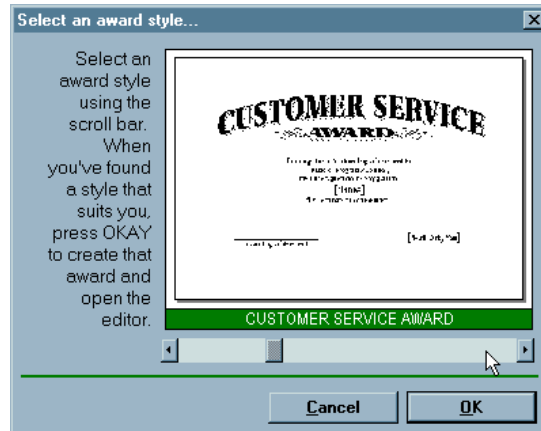 Select an award style...
Select an
award style
using the
scroll bar.
When
you've found
a style that
suits you,
press OKAY
to create that
award and
open the
editor.
CUSTOMER SERVICE
AWARD
[Name]
CUSTOMER SERVICE AWARD
Cancel
OK